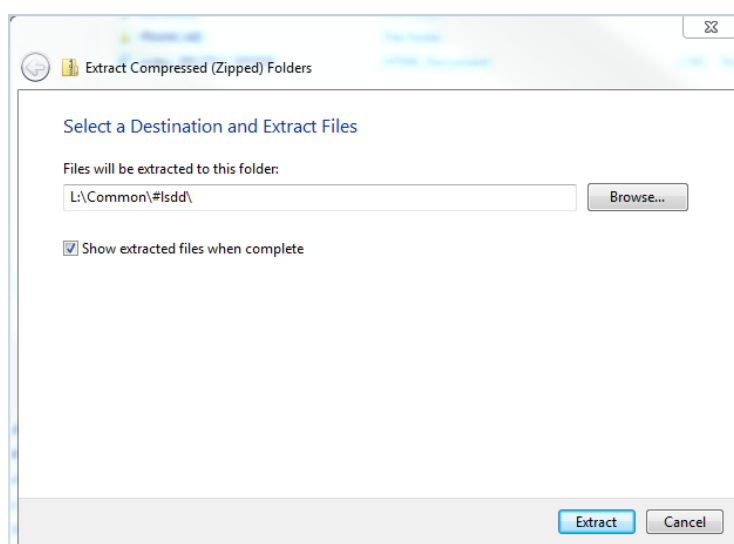 Extract Compressed (Zipped) Folders
Select a Destination and Extract Files
Files will be extracted to this folder:
L:\Common\#lsdd\
Browse...
Show extracted files when complete
Extract
Cancel